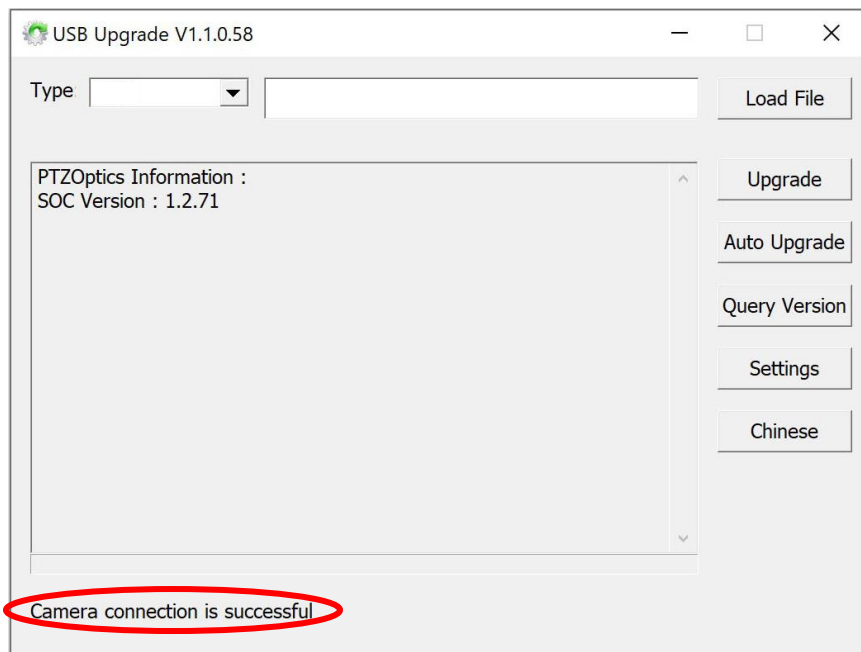 USB Upgrade V1.1.0.58
Type:
Load File
PTZOptics Information :
SOC Version : 1.2.71
Upgrade
Auto Upgrade
Query Version
Settings
Chinese
Camera connection is successful